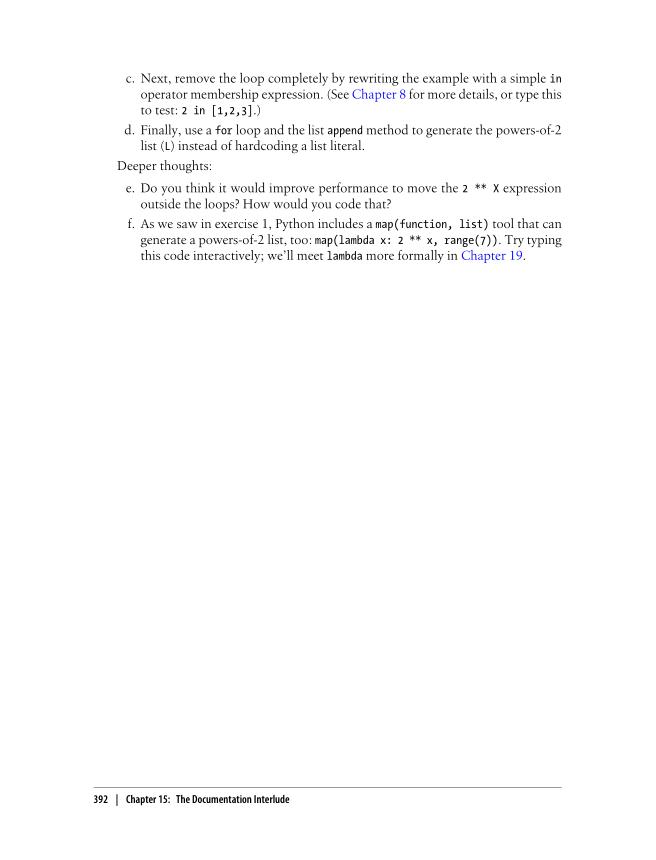 c. Next, remove the loop completely by rewriting the example with a simple in
operator membership expression. (See Chapter 8 for more details, or type this
to test: 2 in [1,2,3].)
d. Finally, use a for loop and the list append method to generate the powers-of-2
list (L) instead of hardcoding a list literal.
Deeper thoughts:
e. Do you think it would improve performance to move the 2 ** X expression
outside the loops? How would you code that?
f. As we saw in exercise 1, Python includes a map(function, list) tool that can
generate a powers-of-2 list, too: map(lambda x: 2 ** x, range(7)). Try typing
this code interactively; we’ll meet lambda more formally in Chapter 19.
392 | Chapter 15: The Documentation Interlude